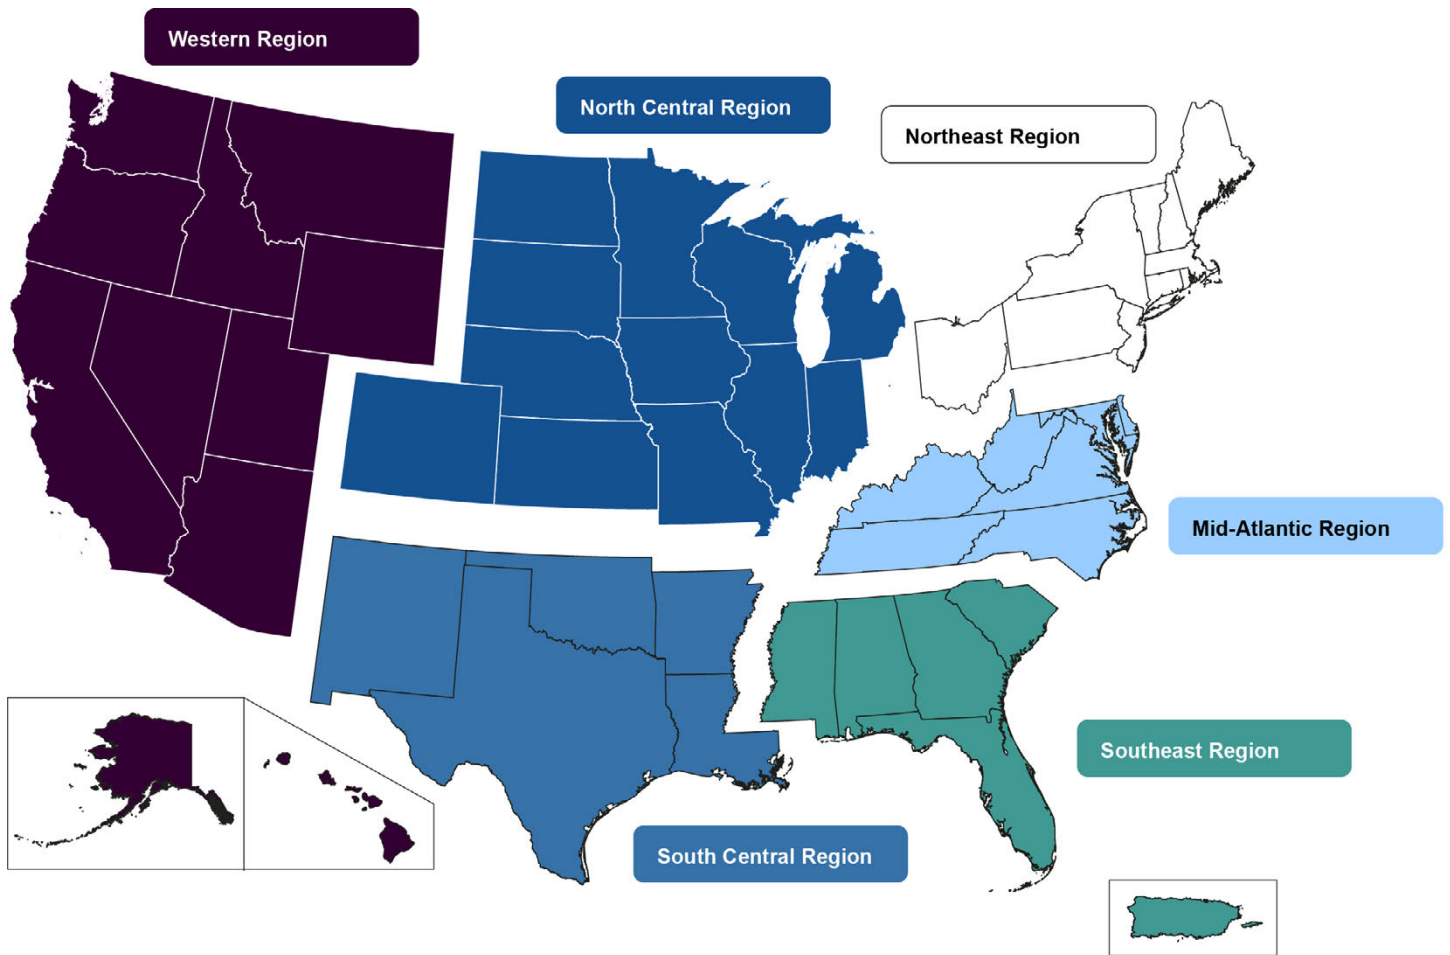 Western Region
North Central Region
Northeast Region
Mid-Atlantic Region
Southeast Region
South Central Region